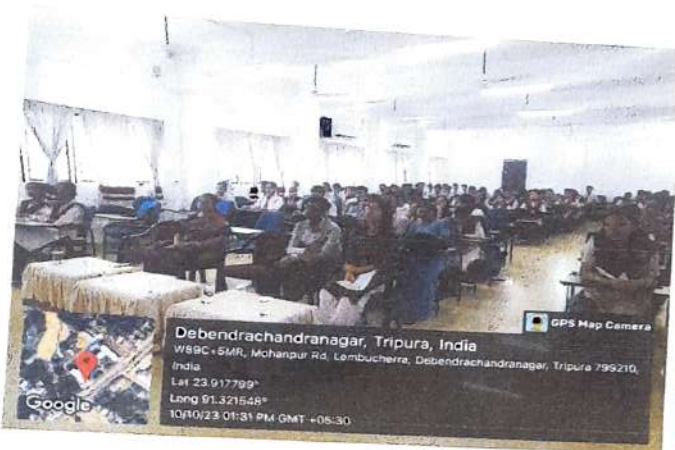 GPS Map Camera
Debendrachandranagar, Tripura, India
W89C+5MR, Mohanpur Rd, Lembucherra, Debendrachandranagar, Tripura 799210,
India
Lat 23.917799°
Long 91.321548°
10/10/23 01:31 PM GMT +05:30
Google